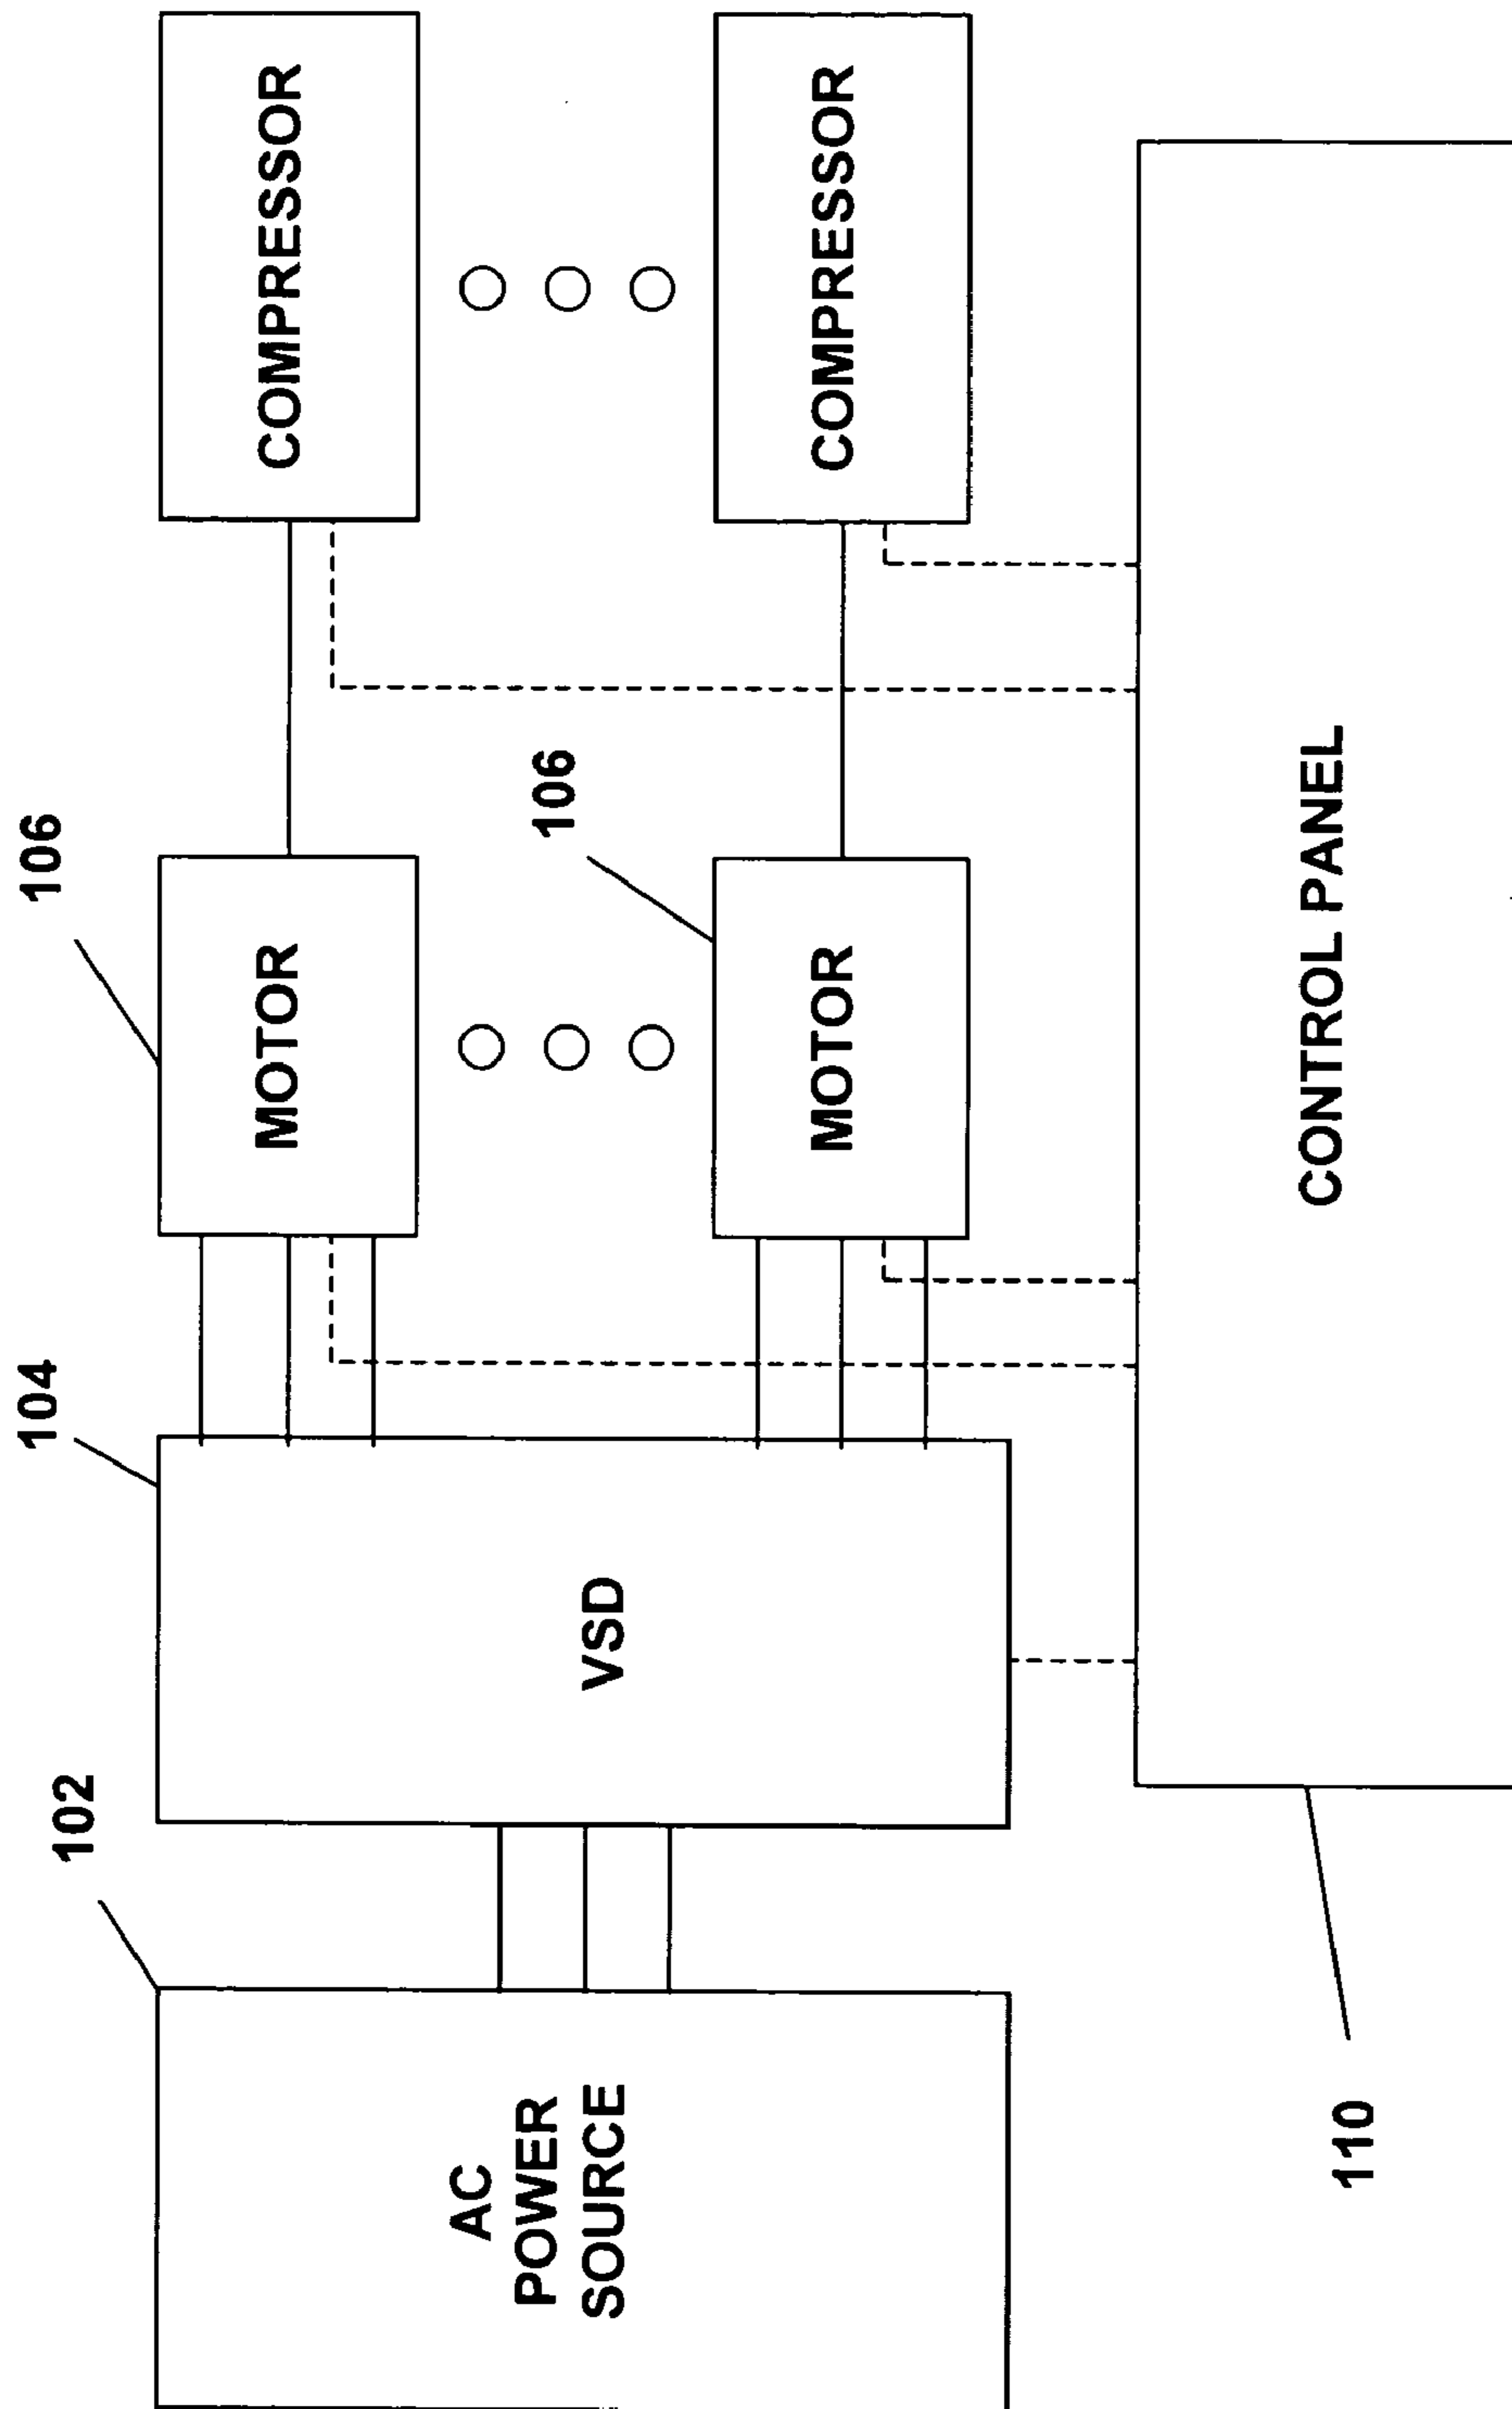 102
104
106
106
AC
POWER
SOURCE
VSD
MOTOR
MOTOR
COMPRESSOR
COMPRESSOR
CONTROL PANEL
110